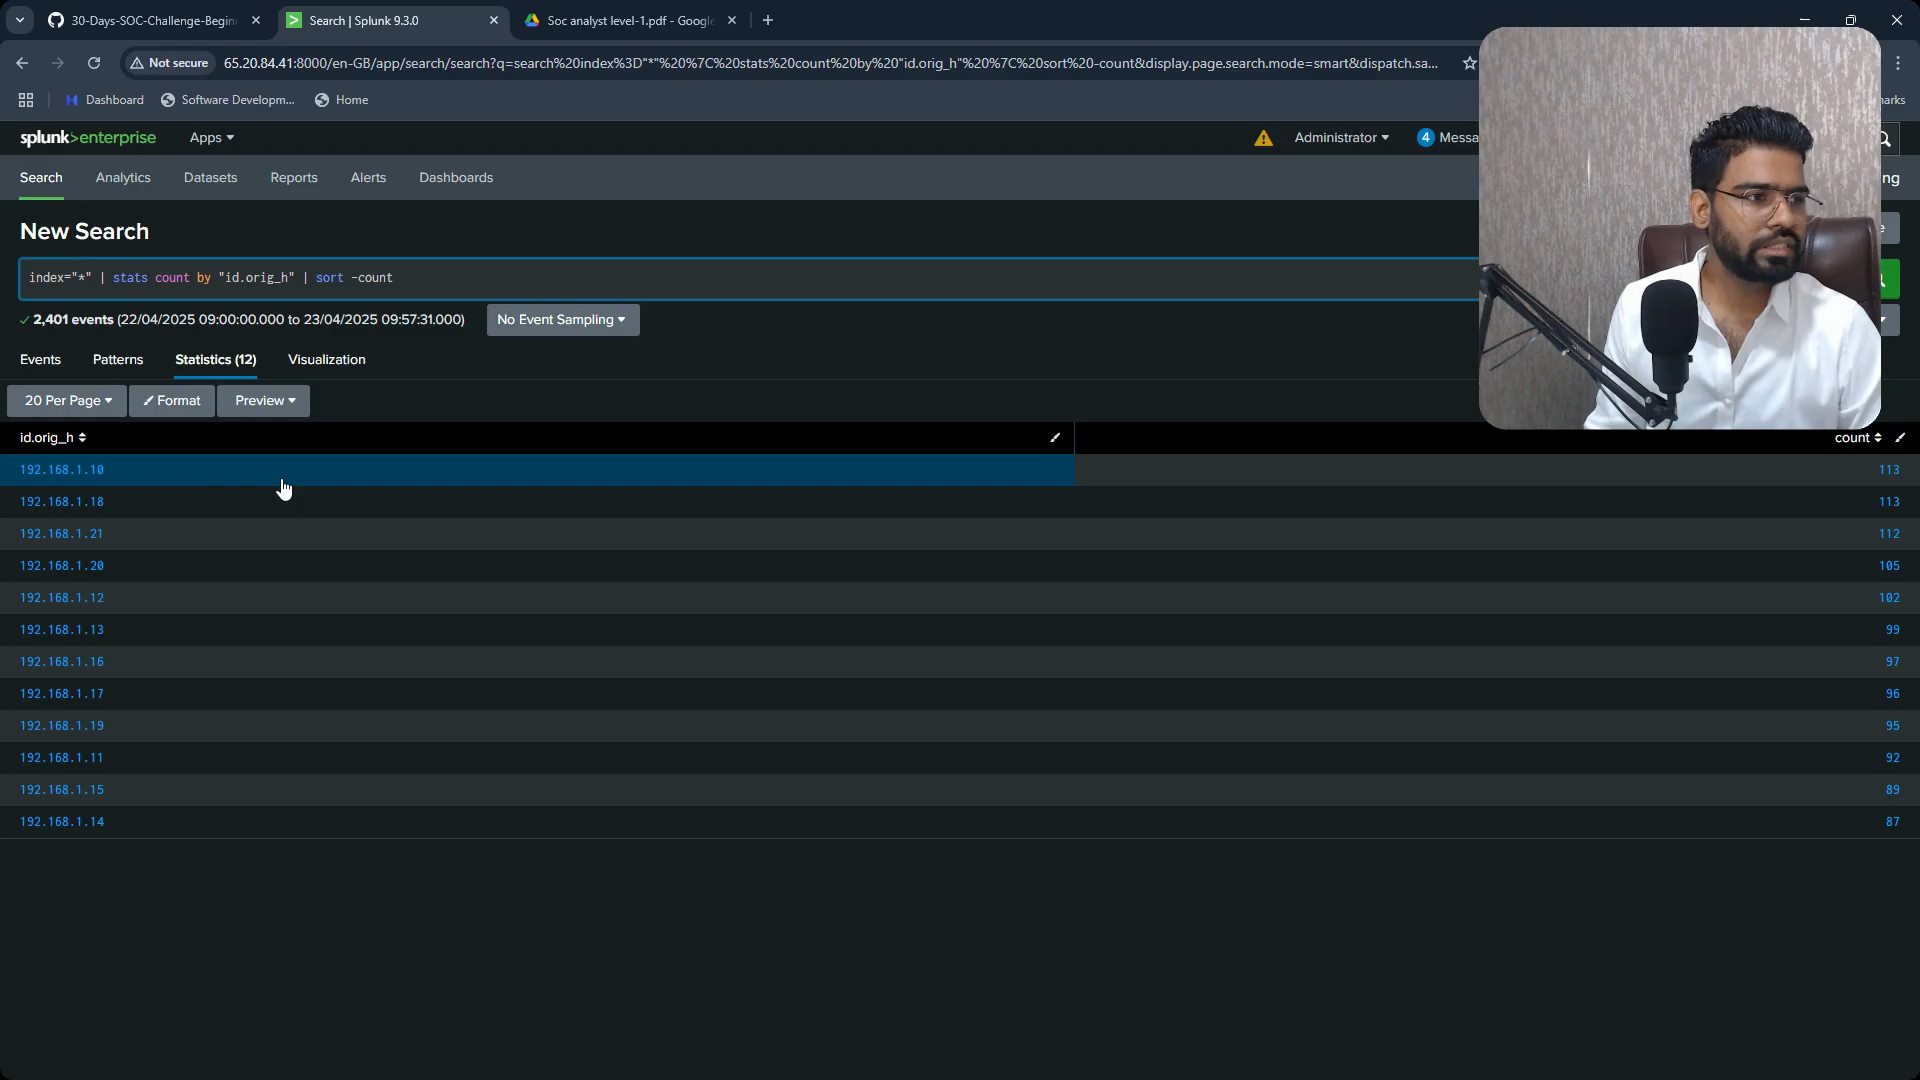 30-Days-SOC-Challenge-Begin
Search | Splunk 9.3.0
Soc analyst level-1.pdf - Google
Not secure
65.20.84.41:8000/en-GB/app/search/search?q=search%20index%3D"*"%20%7C%20stats%20count%20by%20"id.orig_h"%20%7C%20sort%20-count&display.page.search.mode=smart&dispatch.sa...
Dashboard
Software Developm...
Home
arks
splunk>enterprise
Apps
Administrator
4
Messa
Search
Analytics
Datasets
Reports
Alerts
Dashboards
ng
New Search
e
index="*" | stats count by "id.orig_h" | sort -count
2,401 events (22/04/2025 09:00:00.000 to 23/04/2025 09:57:31.000)
No Event Sampling
Events
Patterns
Statistics (12)
Visualization
20 Per Page
Format
Preview
id.orig_h
count
192.168.1.10
113
192.168.1.18
113
192.168.1.21
112
192.168.1.20
105
192.168.1.12
102
192.168.1.13
99
192.168.1.16
97
192.168.1.17
96
192.168.1.19
95
192.168.1.11
92
192.168.1.15
89
192.168.1.14
87